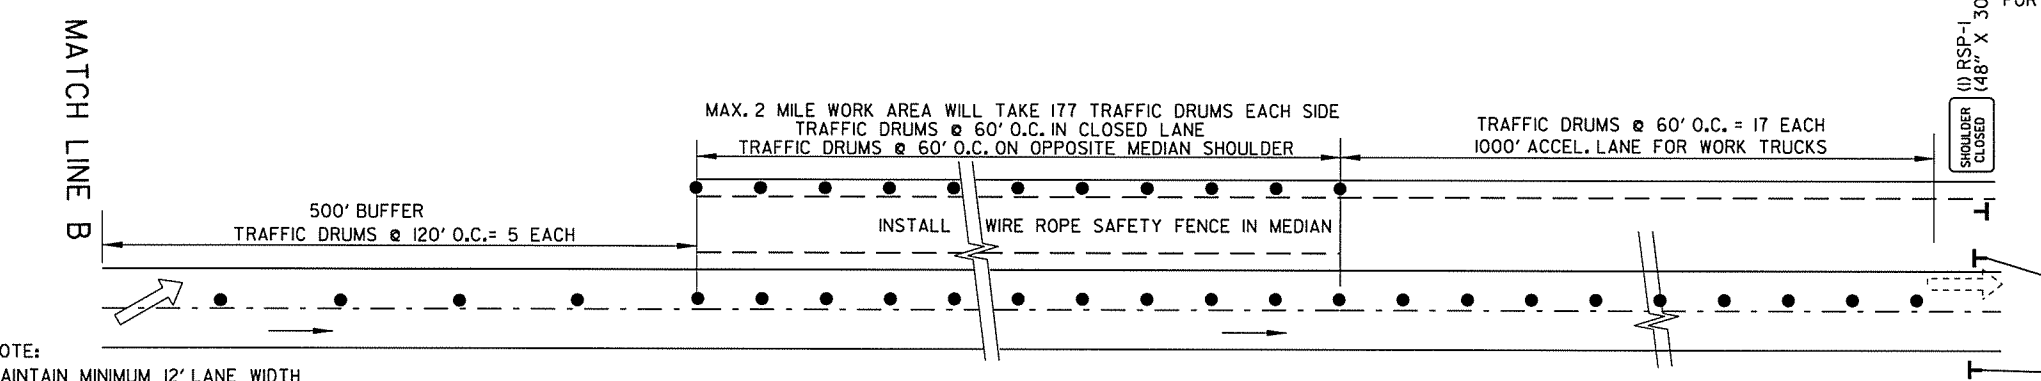 MATCH LINE B
500' BUFFER
TRAFFIC DRUMS @ 120' O.C.= 5 EACH
MAX. 2 MILE WORK AREA WILL TAKE 177 TRAFFIC DRUMS EACH SIDE
TRAFFIC DRUMS @ 60' O.C. IN CLOSED LANE
TRAFFIC DRUMS @ 60' O.C. ON OPPOSITE MEDIAN SHOULDER
INSTALL WIRE ROPE SAFETY FENCE IN MEDIAN
TRAFFIC DRUMS @ 60' O.C. = 17 EACH
1000' ACCEL. LANE FOR WORK TRUCKS
SHOULDER
CLOSED
(1) RSP-1
(48" X 30
FOR
OTE:
AINTAIN MINIMUM 12' LANE WIDTH